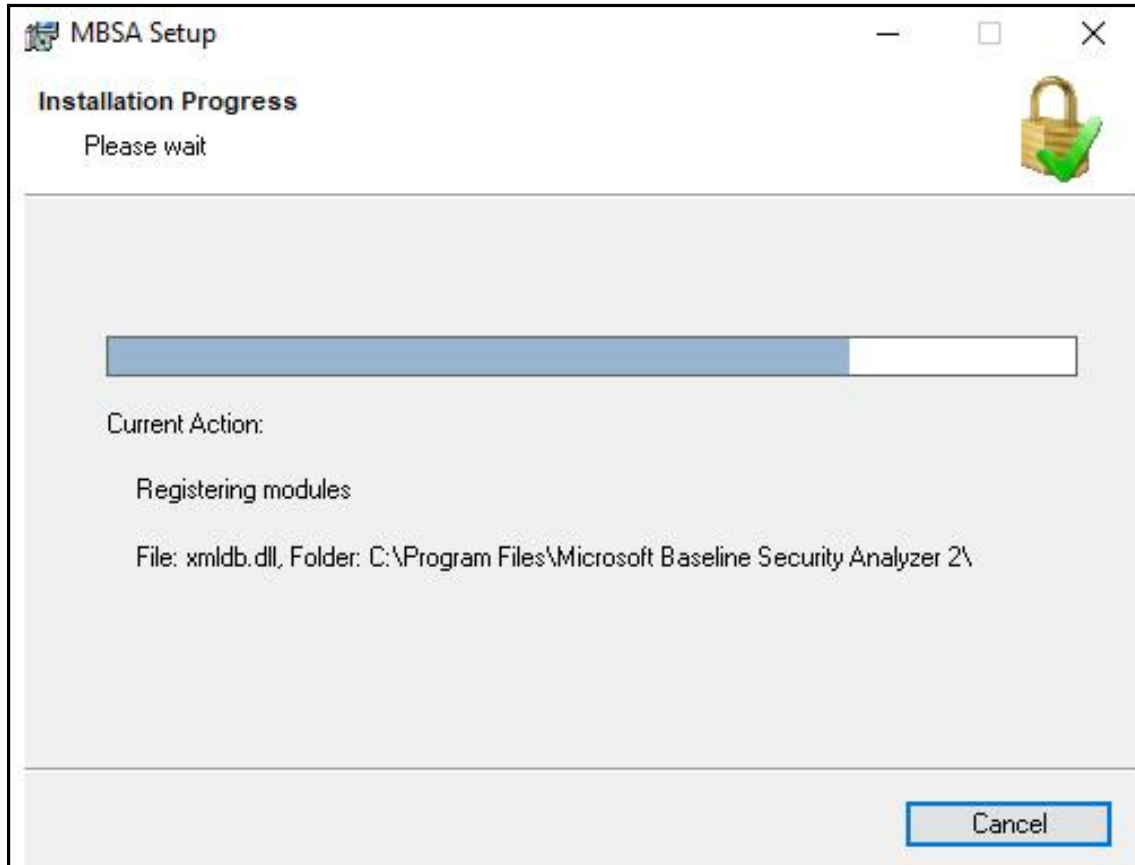 MBSA Setup
Installation Progress
Please wait
Current Action:
Registering modules
File: xmldb.dll, Folder: C:\Program Files\Microsoft Baseline Security Analyzer 2\
Cancel